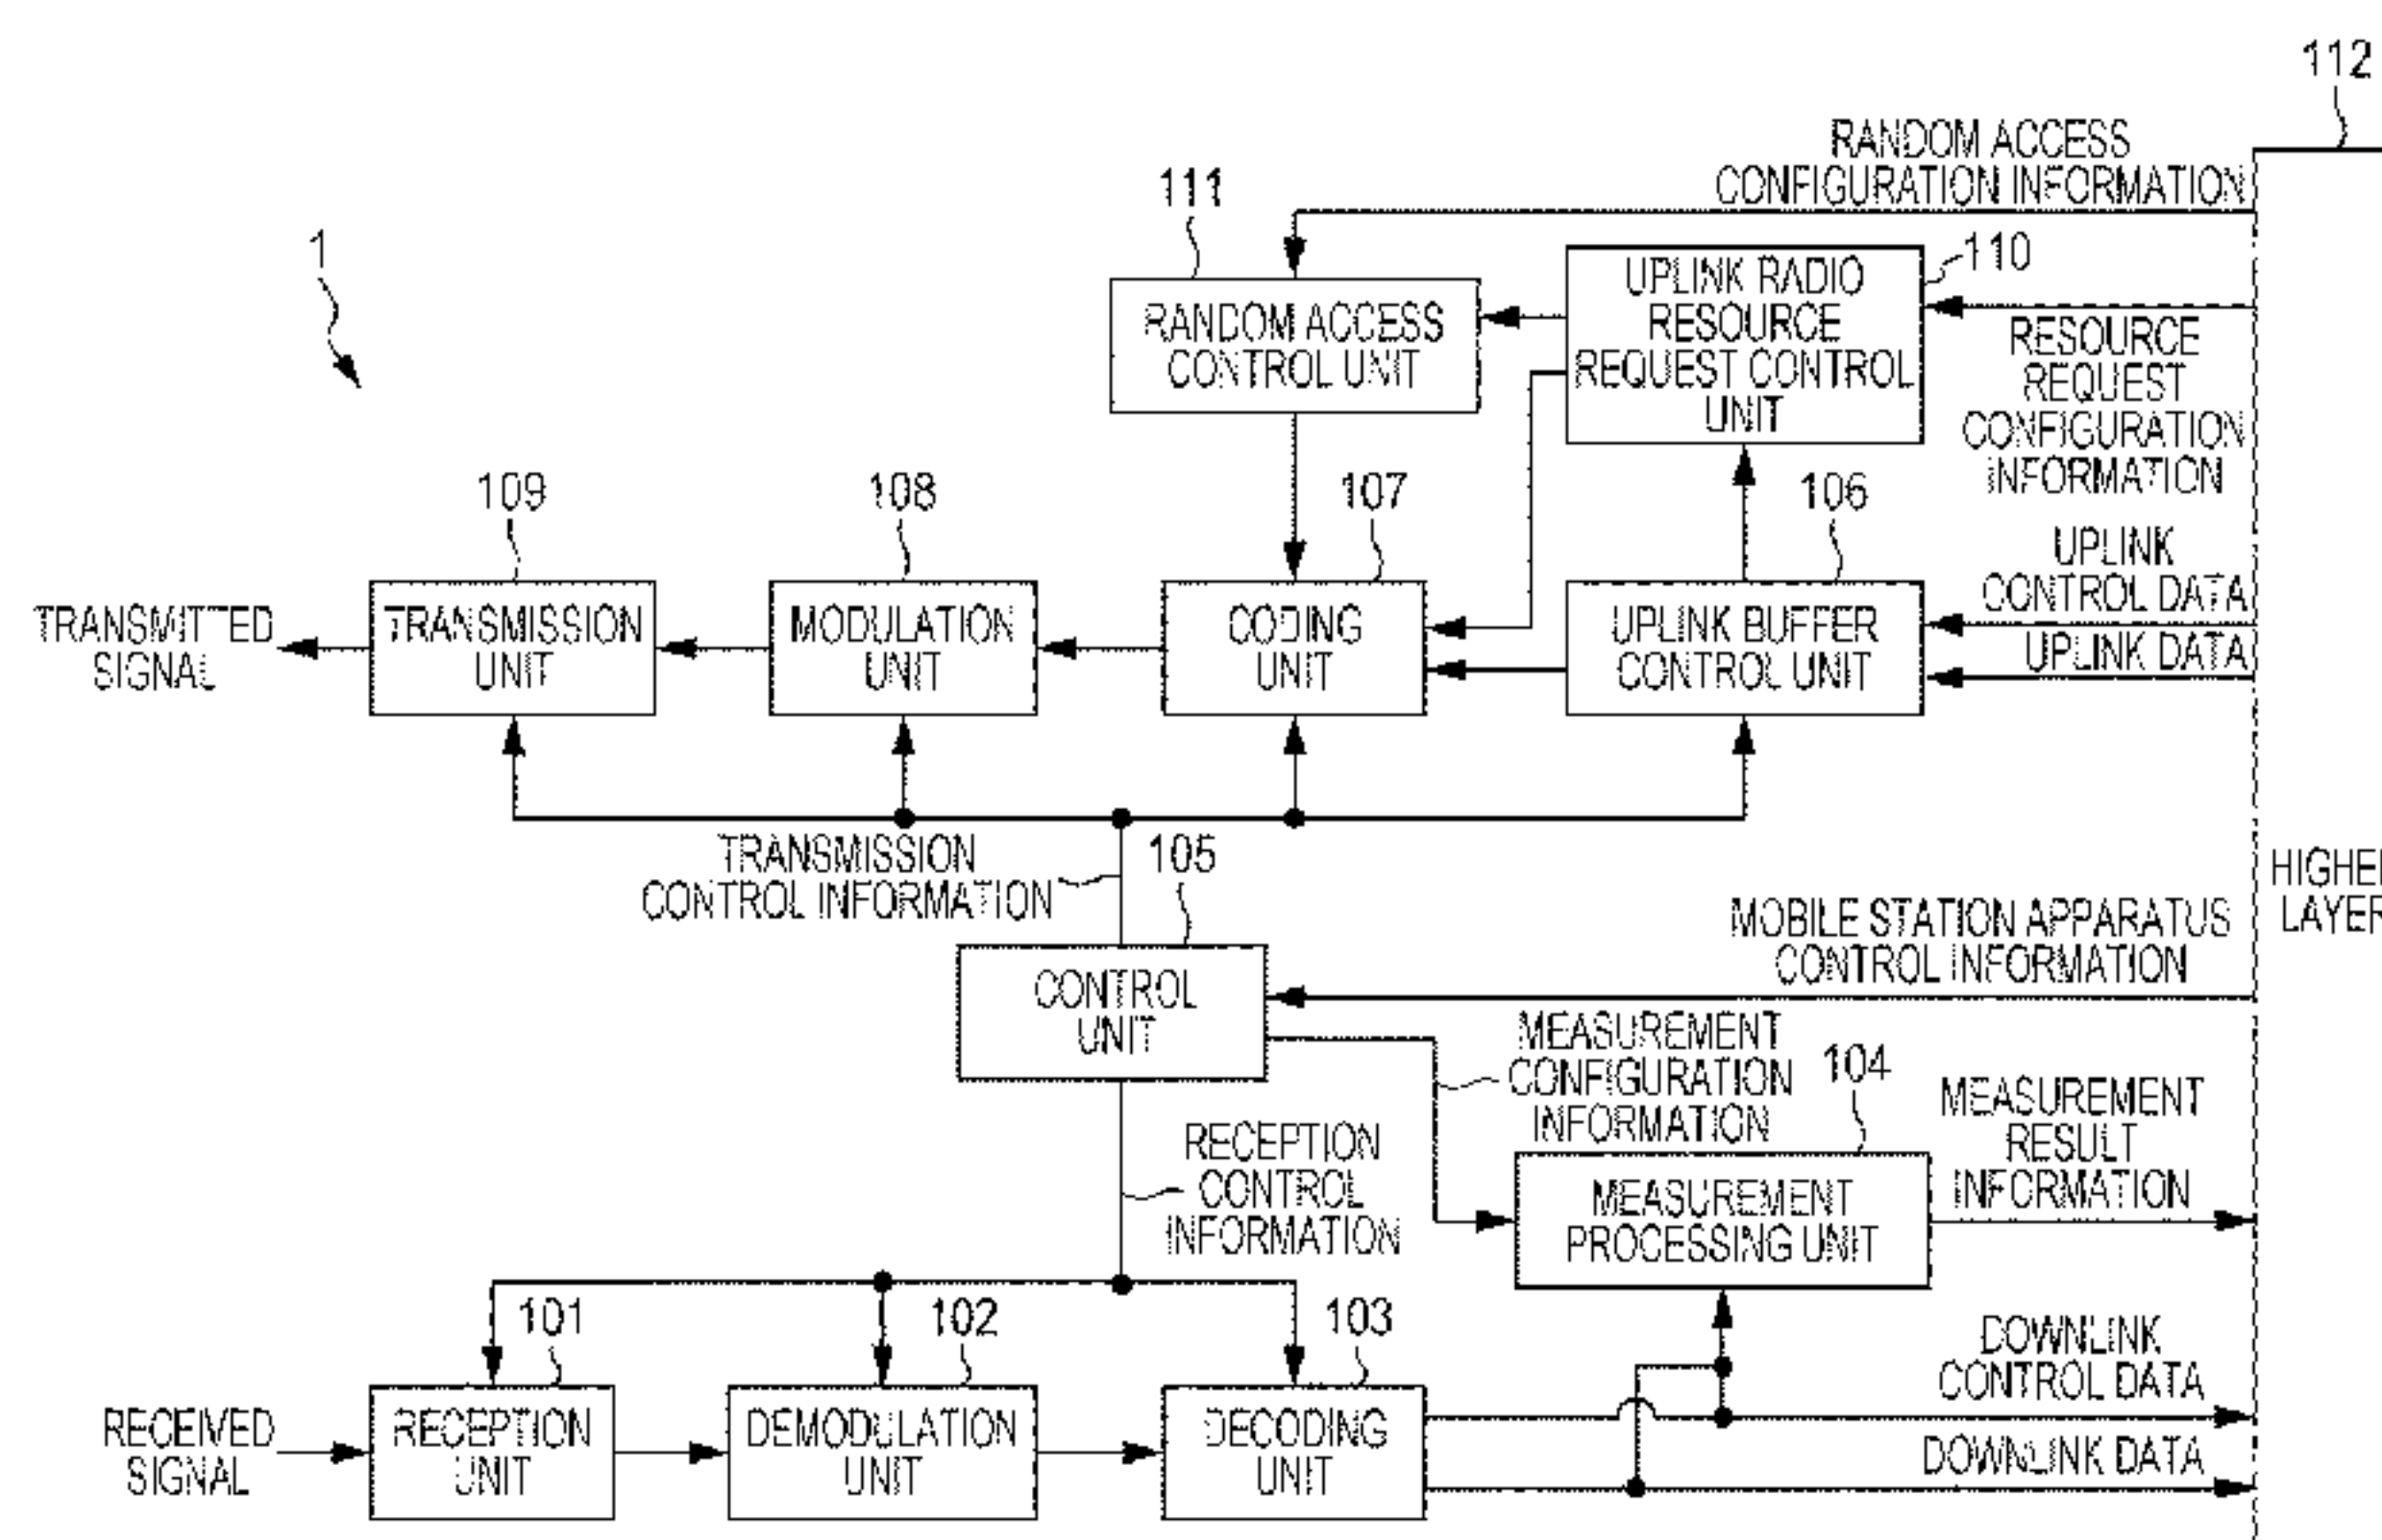 112
RANDOM ACCESS
CONFIGURATION INFORMATION
111
1
110
RANDOM ACCESS
CONTROL UNIT
UPLINK RADIO
RESOURCE
REQUEST CONTROL
UNIT
RESOURCE
REQUEST
CONFIGURATION
INFORMATION
109
108
107
106
UPLINK
CONTROL DATA
UPLINK DATA
TRANSMITTED
SIGNAL
TRANSMISSION
UNIT
MODULATION
UNIT
CODING
UNIT
UPLINK BUFFER
CONTROL UNIT
TRANSMISSION
CONTROL INFORMATION
105
HIGHER
LAYER
MOBILE STATION APPARATUS
CONTROL INFORMATION
CONTROL
UNIT
MEASUREMENT
CONFIGURATION
INFORMATION
104
MEASUREMENT
RESULT
INFORMATION
RECEPTION
CONTROL
INFORMATION
MEASUREMENT
PROCESSING UNIT
101
102
103
DOWNLINK
CONTROL DATA
DOWNLINK DATA
RECEIVED
SIGNAL
RECEPTION
UNIT
DEMODULATION
UNIT
DECODING
UNIT